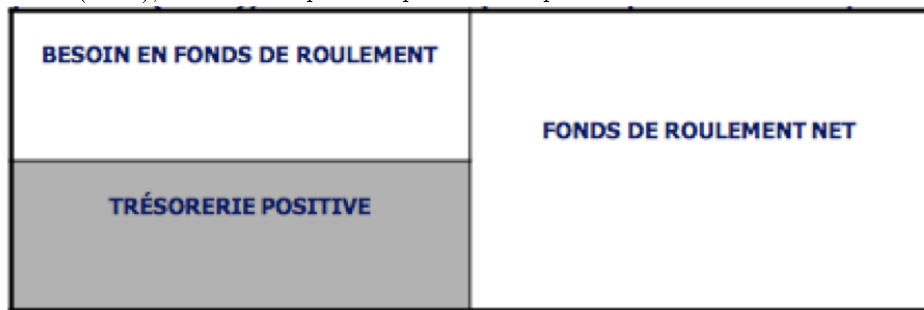 BESOIN EN FONDS DE ROULEMENT
FONDS DE ROULEMENT NET
TRÉSORERIE POSITIVE